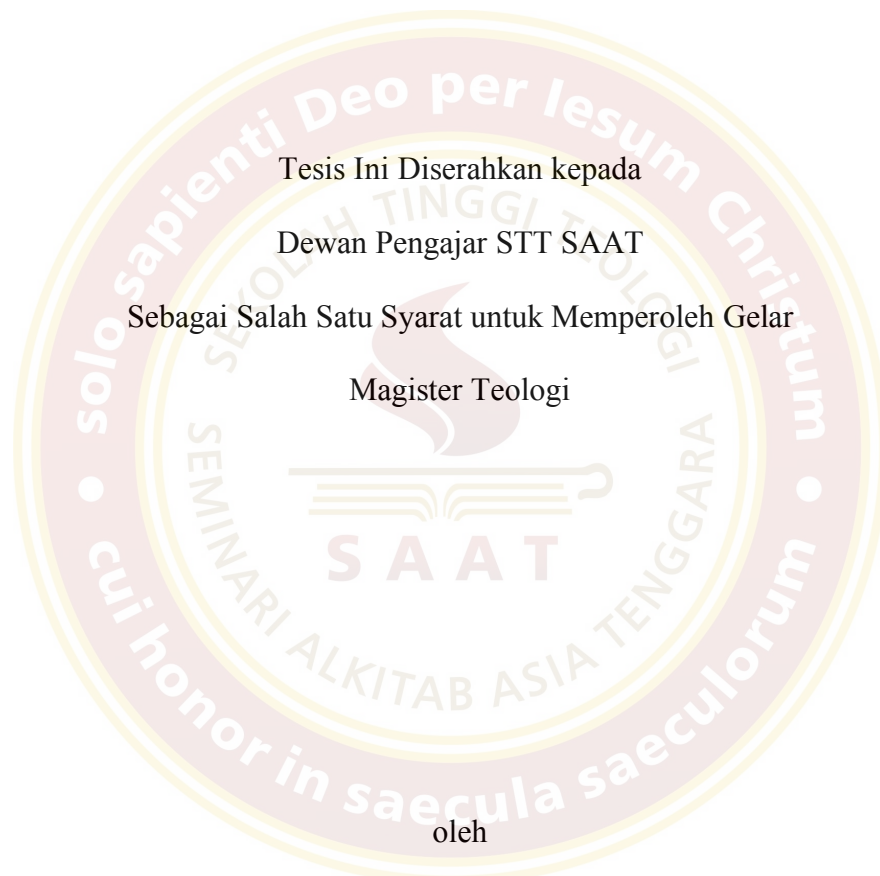 solo sapienti Deo per Iesum Christum
Tesis Ini Diserahkan kepada
SEKOLAH TINGGI TEOLOGI
Dewan Pengajar STT SAAT
Sebagai Salah Satu Syarat untuk Memperoleh Gelar
Magister Teologi
SAAT
SEMINARI ALKITAB ASIA TENGGARA
cui honor in saecula saeculorum
oleh